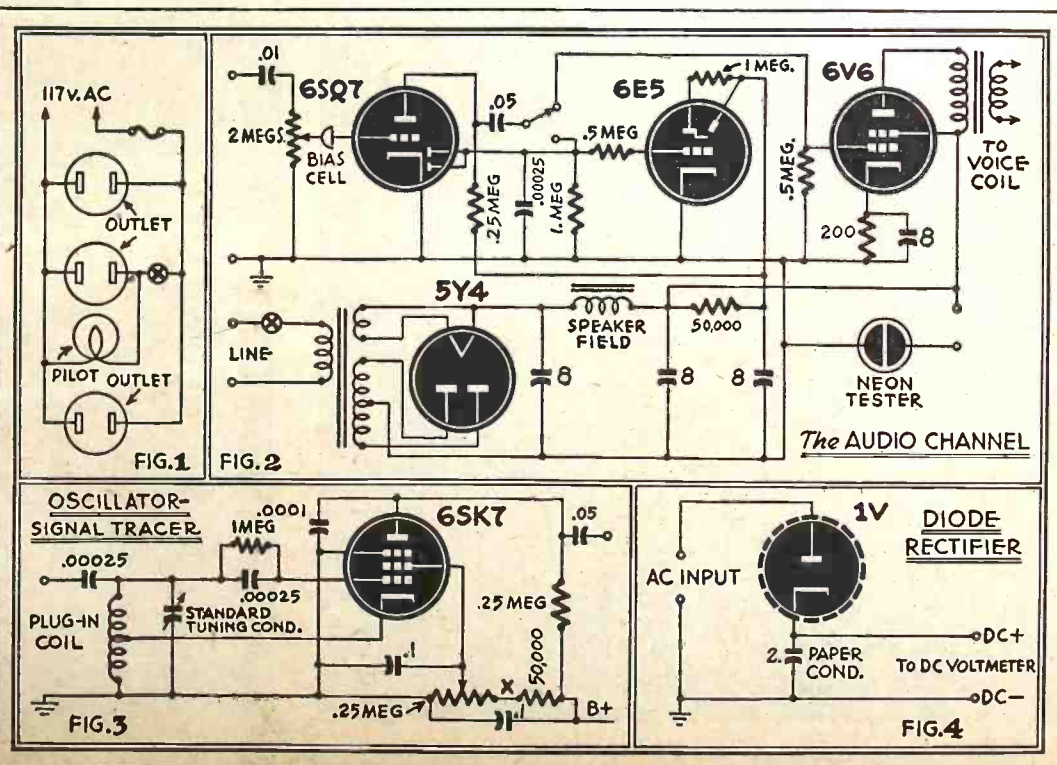 117V. AC
OUTLET
PILOT
OUTLET
FIG.1
.01
2 MEGS.
BIAS
CELL
6SQ7
.05
.25 MEG
.00025
1. MEG
.5 MEG
6E5
1 MEG.
.5 MEG.
6V6
200
8
TO
VOICE
COIL
LINE
5Y4
8
SPEAKER
FIELD
8
50,000
8
NEON
TESTER
The AUDIO CHANNEL
FIG.2
OSCILLATOR-
SIGNAL TRACER
.00025
PLUG-IN
COIL
STANDARD
TUNING COND.
1MEG
.00025
.0001
6SK7
.1
.05
.25 MEG
50,000
.25 MEG
X
.1
B+
FIG.3
1V
DIODE
RECTIFIER
AC INPUT
2.
PAPER
COND.
DC+
TO DC VOLTMETER
DC-
FIG.4